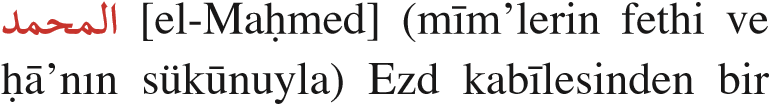 المحمد [el-Maḥmed] (mīm’lerin fethi ve
ḥā’nın sükūnuyla) Ezd kabīlesinden bir